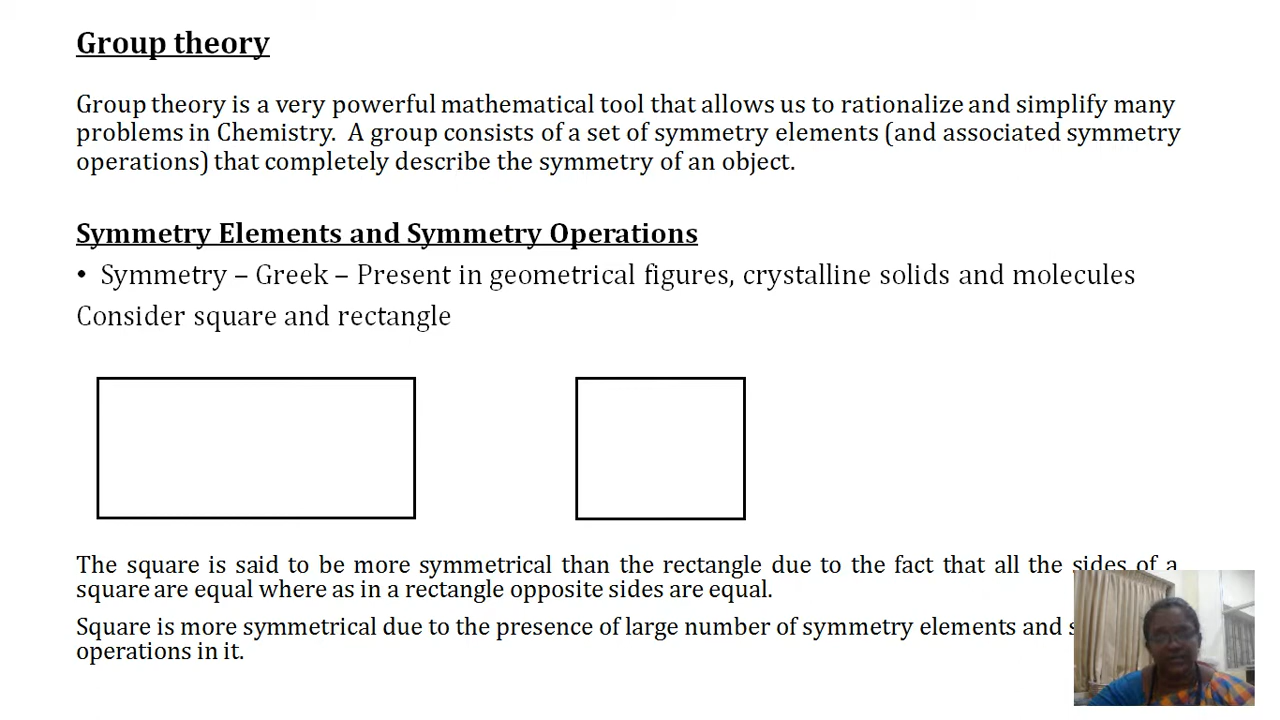 Group theory
Group theory is a very powerful mathematical tool that allows us to rationalize and simplify many
problems in Chemistry. A group consists of a set of symmetry elements (and associated symmetry
operations) that completely describe the symmetry of an object.
Symmetry Elements and Symmetry Operations
• Symmetry – Greek – Present in geometrical figures, crystalline solids and molecules
Consider square and rectangle
The square is said to be more symmetrical than the rectangle due to the fact that all the sides of a
square are equal where as in a rectangle opposite sides are equal.
Square is more symmetrical due to the presence of large number of symmetry elements and
operations in it.